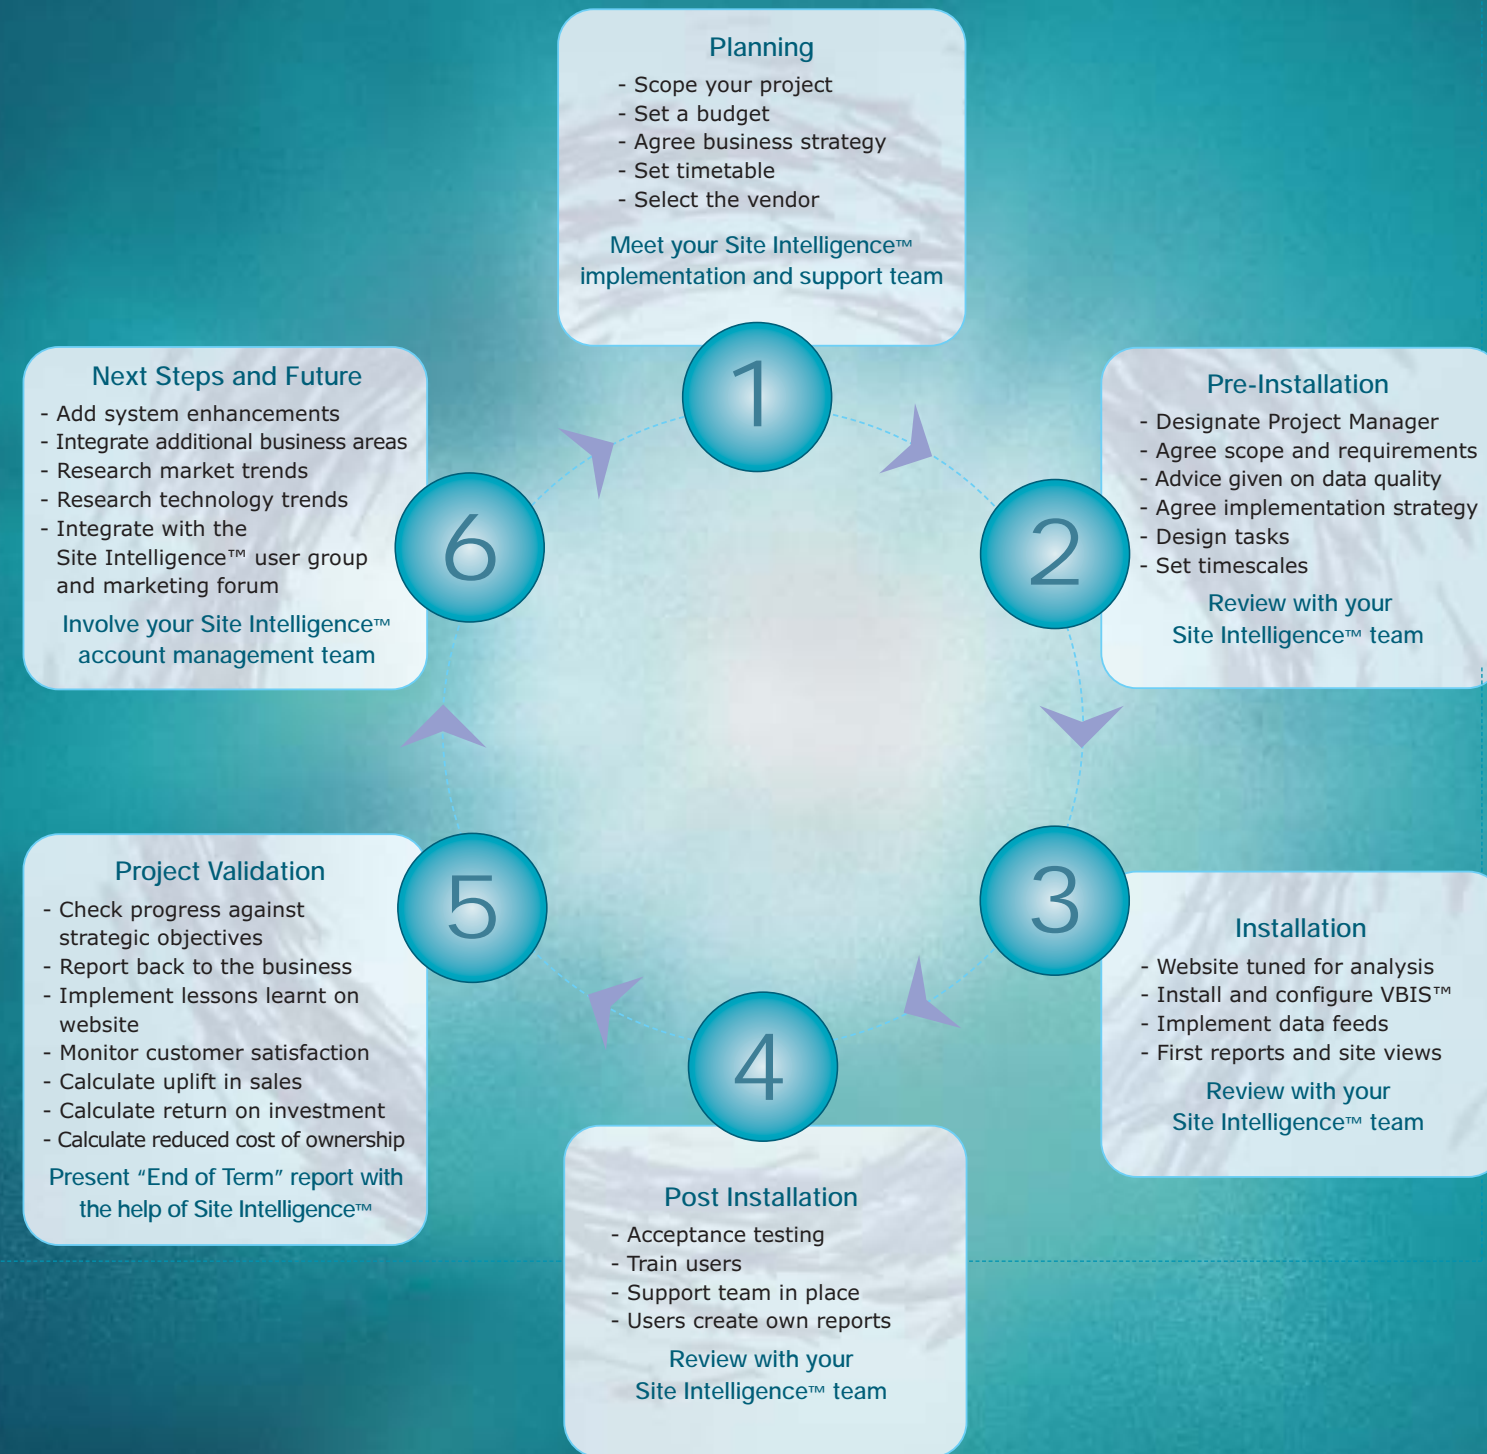 Planning
- Scope your project
- Set a budget
- Agree business strategy
- Set timetable
- Select the vendor
Meet your Site Intelligence™
implementation and support team
1
Pre-Installation
- Designate Project Manager
- Agree scope and requirements
- Advice given on data quality
- Agree implementation strategy
- Design tasks
- Set timescales
Review with your
Site Intelligence™ team
2
3
Installation
- Website tuned for analysis
- Install and configure VBIS™
- Implement data feeds
- First reports and site views
Review with your
Site Intelligence™ team
4
Post Installation
- Acceptance testing
- Train users
- Support team in place
- Users create own reports
Review with your
Site Intelligence™ team
5
Project Validation
- Check progress against
strategic objectives
- Report back to the business
- Implement lessons learnt on
website
- Monitor customer satisfaction
- Calculate uplift in sales
- Calculate return on investment
- Calculate reduced cost of ownership
Present “End of Term” report with
the help of Site Intelligence™
6
Next Steps and Future
- Add system enhancements
- Integrate additional business areas
- Research market trends
- Research technology trends
- Integrate with the
Site Intelligence™ user group
and marketing forum
Involve your Site Intelligence™
account management team